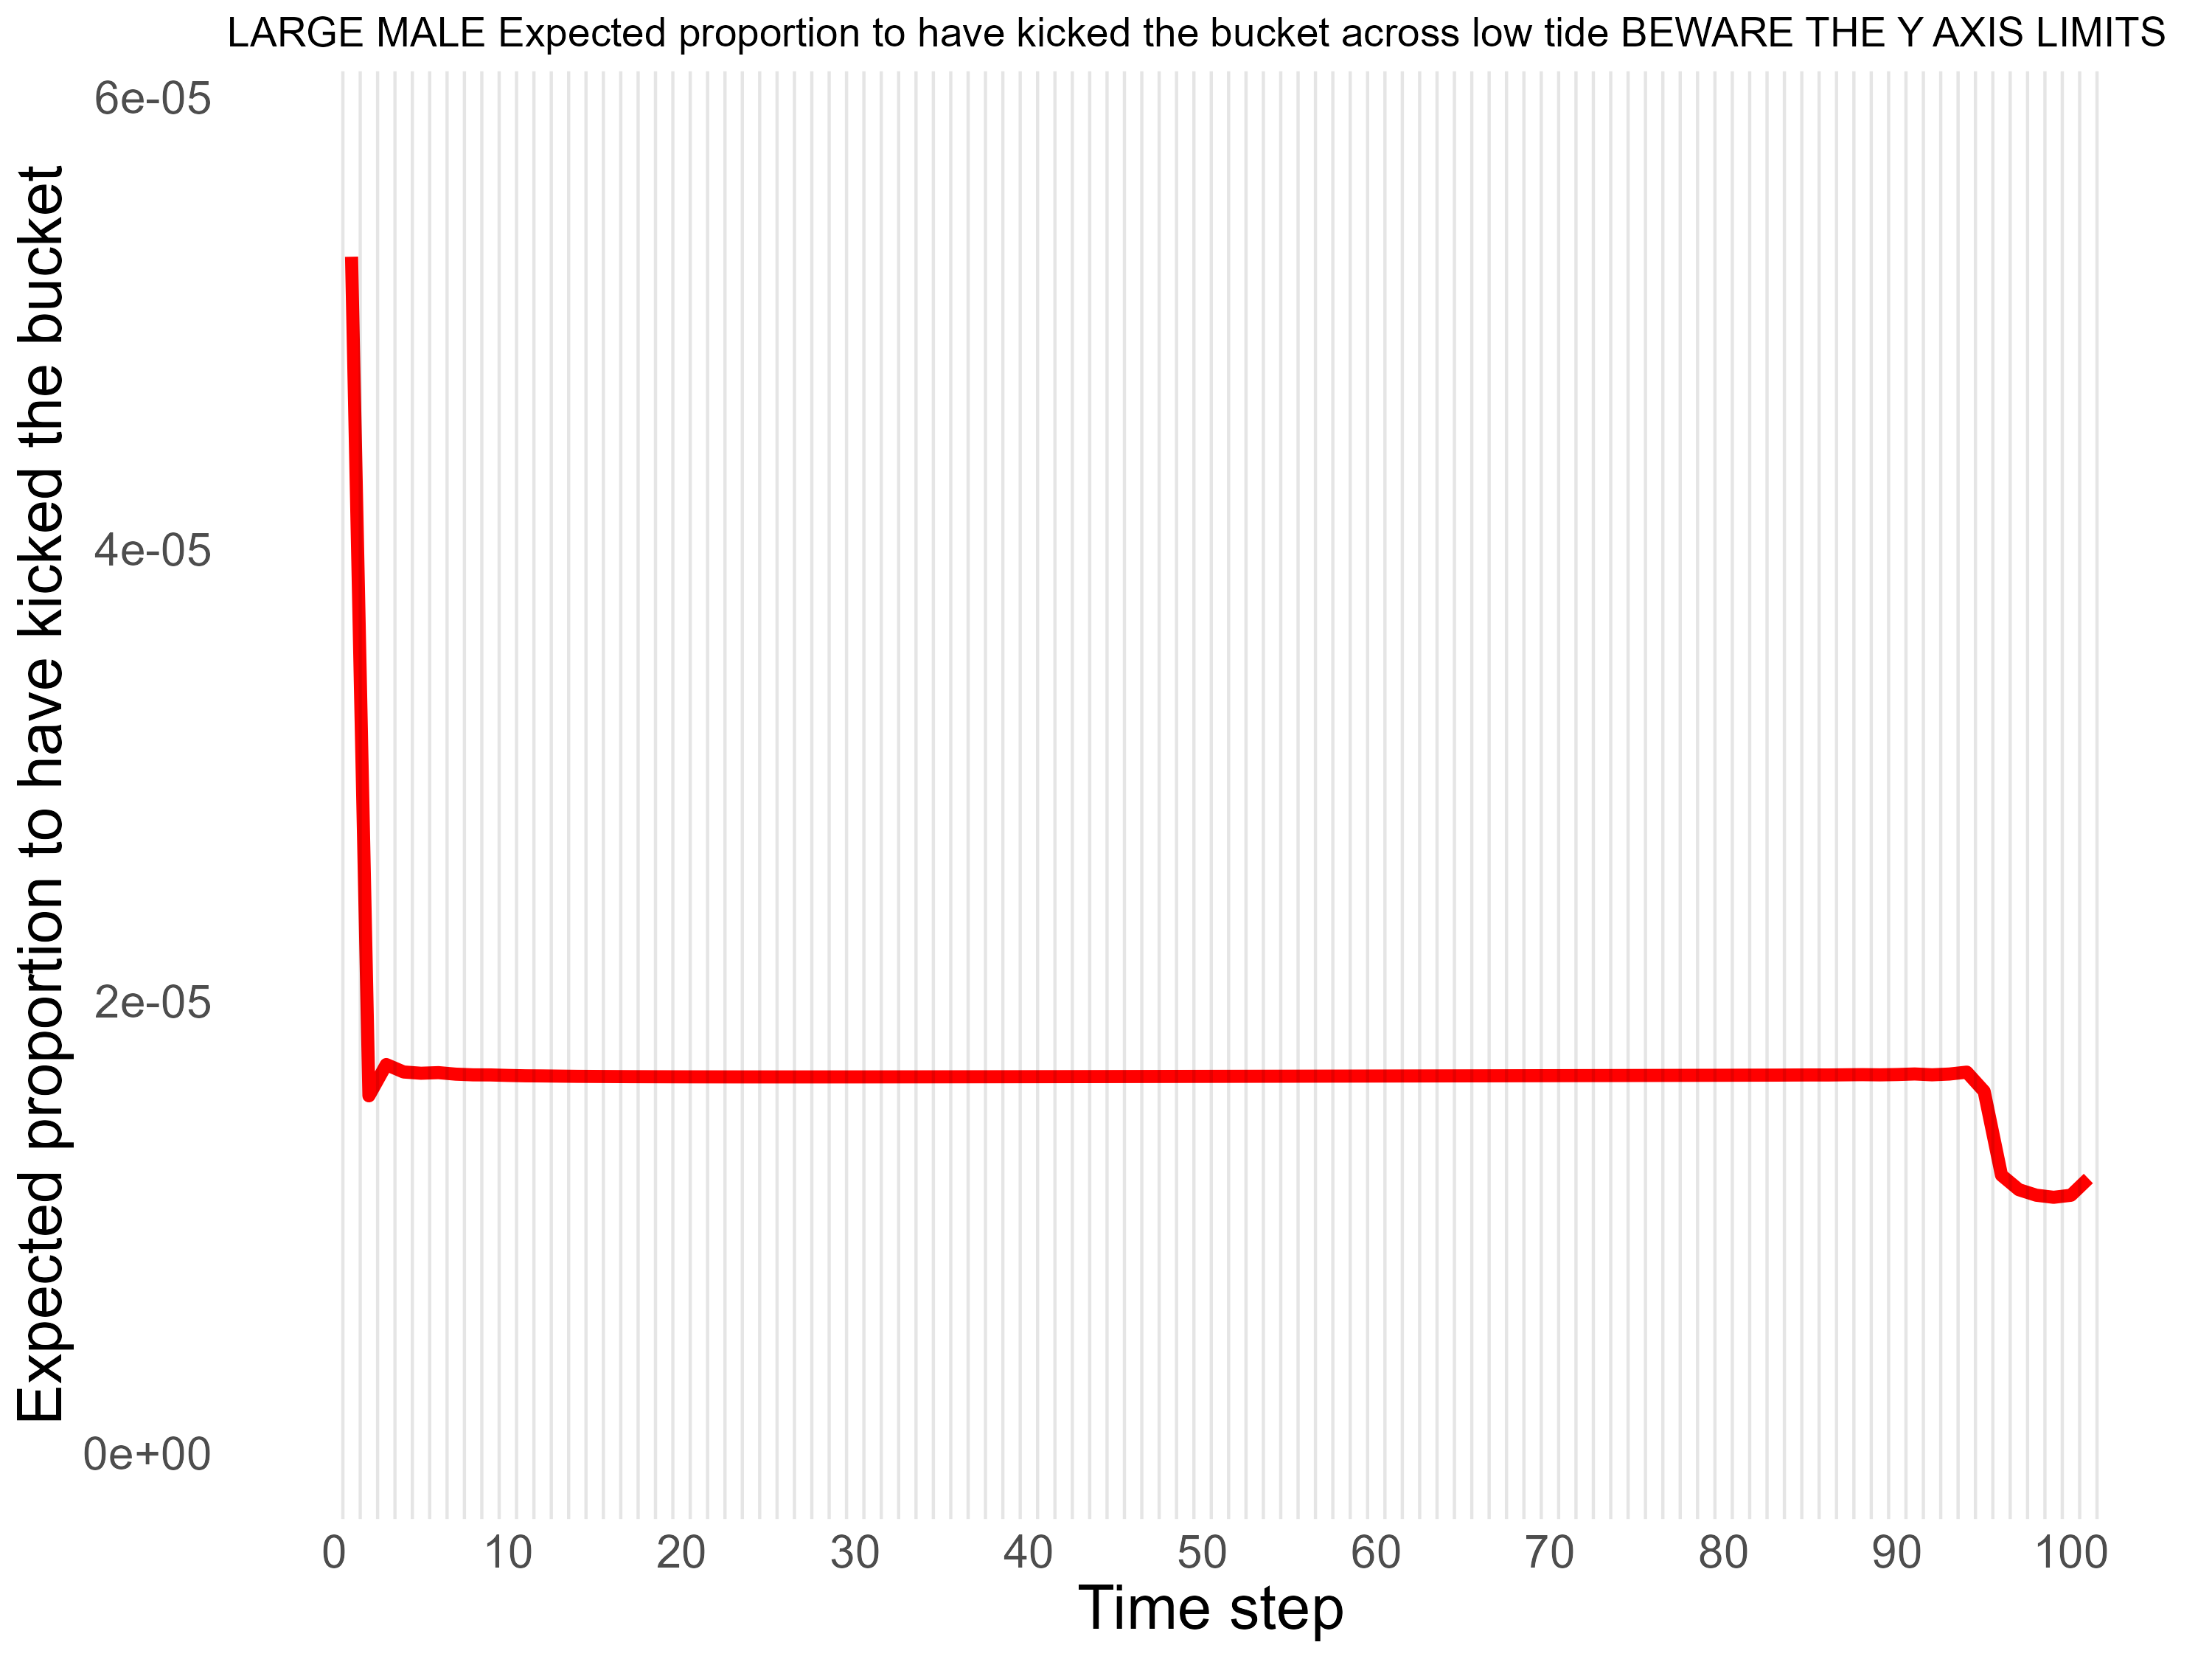 LARGE MALE Expected proportion to have kicked the bucket across low tide BEWARE THE Y AXIS LIMITS
Expected proportion to have kicked the bucket
6e-05
4e-05
2e-05
0e+00
0 10 20 30 40 50 60 70 80 90 100
Time step